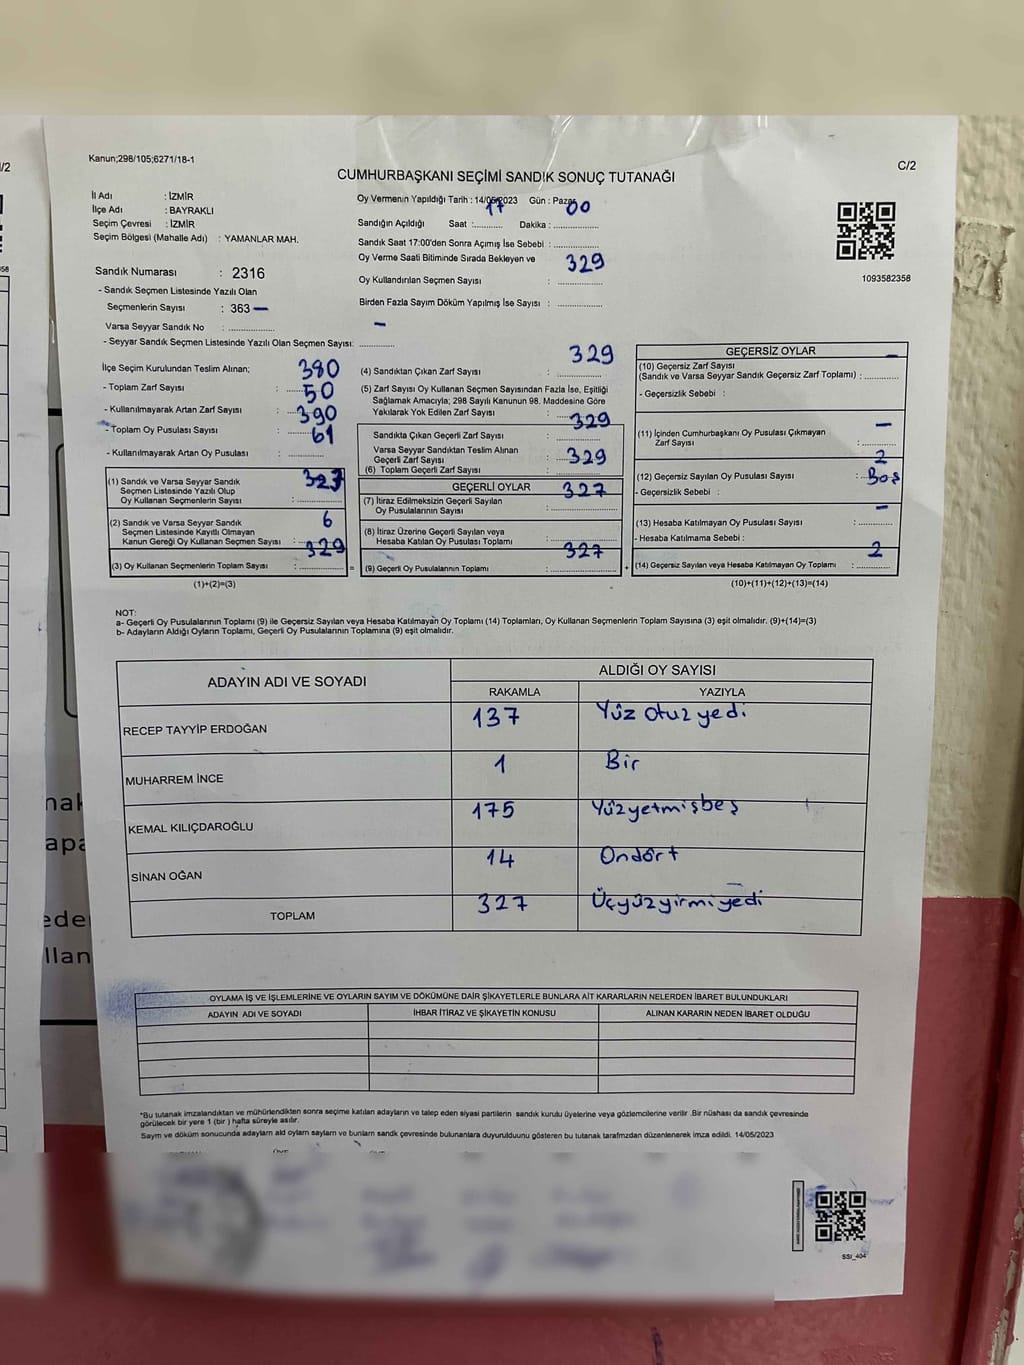 Kanun;298/105;6271/18-1
C/2
CUMHURBAŞKANI SEÇİMİ SANDIK SONUÇ TUTANAĞI
İl Adı : İZMİR
İlçe Adı : BAYRAKLI
Seçim Çevresi : İZMİR
Seçim Bölgesi (Mahalle Adı) : YAMANLAR MAH.
Sandık Numarası : 2316
- Sandık Seçmen Listesinde Yazılı Olan
Seçmenlerin Sayısı : 363 –
Varsa Seyyar Sandık No : ................
- Seyyar Sandık Seçmen Listesinde Yazılı Olan Seçmen Sayısı: ............ –
Oy Vermenin Yapıldığı Tarih : 14/05/2023 Gün : Pazar
Sandığın Açıldığı Saat : 17 Dakika : 00
Sandık Saat 17:00'den Sonra Açımış İse Sebebi : ................
Oy Verme Saati Bitiminde Sırada Bekleyen ve
Oy Kullandırılan Seçmen Sayısı : 329
Birden Fazla Sayım Döküm Yapılmış İse Sayısı : ................
1093582358
İlçe Seçim Kurulundan Teslim Alınan;
- Toplam Zarf Sayısı : 380
- Kullanılmayarak Artan Zarf Sayısı : 50
- Toplam Oy Pusulası Sayısı : 390
- Kullanılmayarak Artan Oy Pusulası : 61
(1) Sandık ve Varsa Seyyar Sandık
Seçmen Listesinde Yazılı Olup
Oy Kullanan Seçmenlerin Sayısı :
(2) Sandık ve Varsa Seyyar Sandık
Seçmen Listesinde Kayıtlı Olmayan
Kanun Gereği Oy Kullanan Seçmen Sayısı : 6
(3) Oy Kullanan Seçmenlerin Toplam Sayısı : 329
(1)+(2)=(3)
(4) Sandıktan Çıkan Zarf Sayısı : 329
(5) Zarf Sayısı Oy Kullanan Seçmen Sayısından Fazla İse, Eşitliği
Sağlamak Amacıyla; 298 Sayılı Kanunun 98. Maddesine Göre
Yakılarak Yok Edilen Zarf Sayısı :
Sandıkta Çıkan Geçerli Zarf Sayısı : 329
Varsa Seyyar Sandıktan Teslim Alınan
Geçerli Zarf Sayısı :
(6) Toplam Geçerli Zarf Sayısı : 329
GEÇERLİ OYLAR
(7) İtiraz Edilmeksizin Geçerli Sayılan
Oy Pusulalarının Sayısı : 327
(8) İtiraz Üzerine Geçerli Sayılan veya
Hesaba Katılan Oy Pusulası Toplamı :
(9) Geçerli Oy Pusulalarının Toplamı : 327
GEÇERSİZ OYLAR
(10) Geçersiz Zarf Sayısı
(Sandık ve Varsa Seyyar Sandık Geçersiz Zarf Toplamı) : –
- Geçersizlik Sebebi :
(11) İçinden Cumhurbaşkanı Oy Pusulası Çıkmayan
Zarf Sayısı : –
(12) Geçersiz Sayılan Oy Pusulası Sayısı : 2
- Geçersizlik Sebebi : Boş
(13) Hesaba Katılmayan Oy Pusulası Sayısı : –
- Hesaba Katılmama Sebebi :
(14) Geçersiz Sayılan veya Hesaba Katılmayan Oy Toplamı : 2
(10)+(11)+(12)+(13)=(14)
NOT:
a- Geçerli Oy Pusulalarının Toplamı (9) ile Geçersiz Sayılan veya Hesaba Katılmayan Oy Toplamı (14) Toplamları, Oy Kullanan Seçmenlerin Toplam Sayısına (3) eşit olmalıdır. (9)+(14)=(3)
b- Adayların Aldığı Oyların Toplamı, Geçerli Oy Pusulalarının Toplamına (9) eşit olmalıdır.
ADAYIN ADI VE SOYADI ALDIĞI OY SAYISI
RAKAMLA YAZIYLA
RECEP TAYYİP ERDOĞAN 137 Yüz otuz yedi
MUHARREM İNCE 1 Bir
KEMAL KILIÇDAROĞLU 175 Yüzyetmişbeş
SİNAN OĞAN 14 Ondört
TOPLAM 327 Üçyüzyirmiyedi
OYLAMA İŞ VE İŞLEMLERİNE VE OYLARIN SAYIM VE DÖKÜMÜNE DAİR ŞİKAYETLERLE BUNLARA AİT KARARLARIN NELERDEN İBARET BULUNDUKLARI
ADAYIN ADI VE SOYADI İHBAR İTİRAZ VE ŞİKAYETİN KONUSU ALINAN KARARIN NEDEN İBARET OLDUĞU
*Bu tutanak imzalandıktan ve mühürlendikten sonra seçime katılan adayların ve talep eden siyasi partilerin sandık kurulu üyelerine veya gözlemcilerine verilir .Bir nüshası da sandık çevresinde
görülecek bir yere 1 (bir ) hafta süreyle asılır.
Sayım ve döküm sonucunda adayların aldı oyların sayların ve bunların sandk çevresinde bulunanlara duyurulduunu gösteren bu tutanak tarafmzdan düzenlenerek imza edildi. 14/05/2023
SSI_404